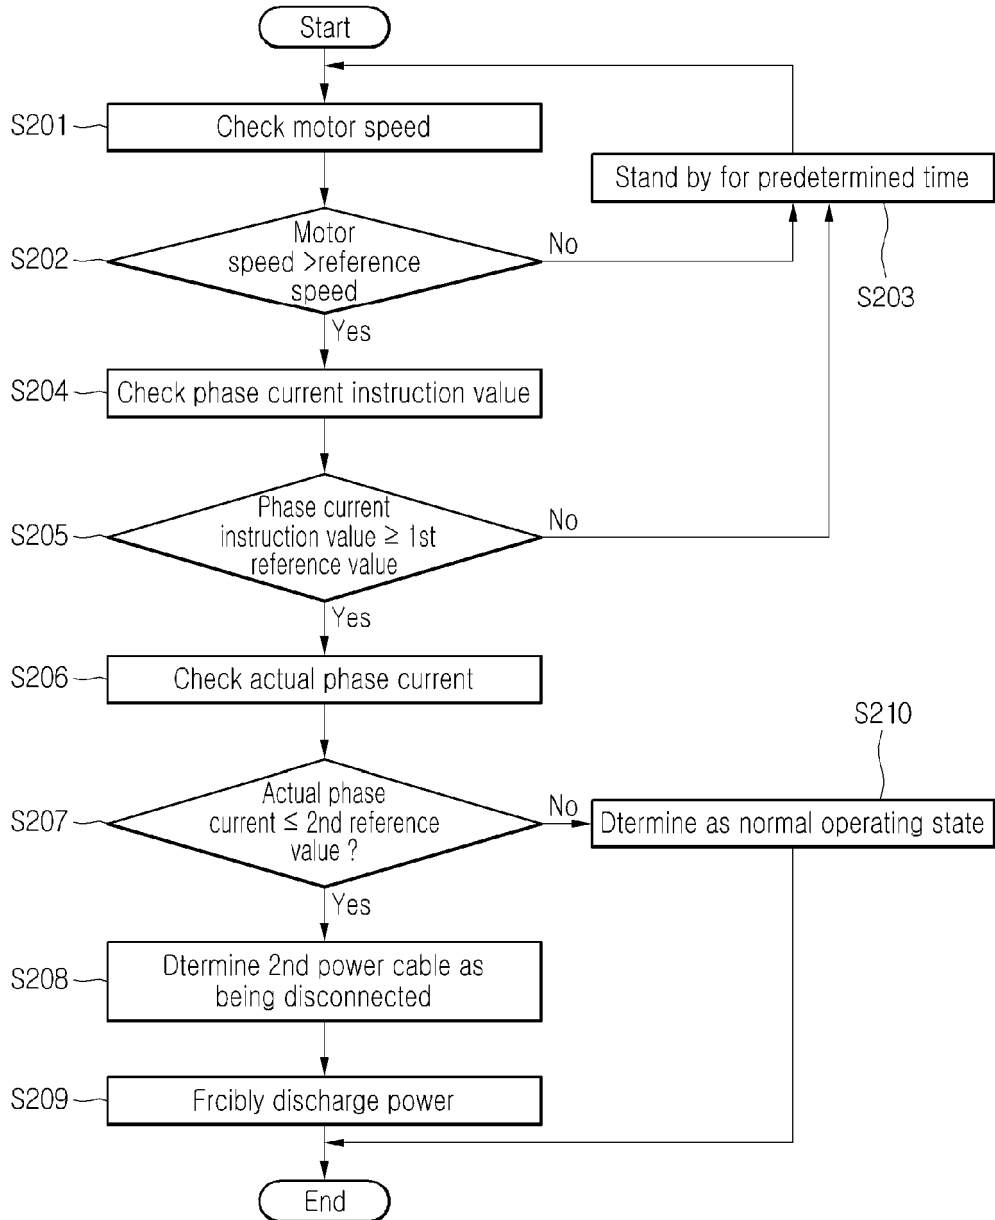 Start
S201
Check motor speed
Stand by for predetermined time
S203
S202
Motor
speed >reference
speed
No
Yes
S204
Check phase current instruction value
S205
Phase current
instruction value ≥ 1st
reference value
No
Yes
S206
Check actual phase current
S210
S207
Actual phase
current ≤ 2nd reference
value ?
No
Dtermine as normal operating state
Yes
S208
Dtermine 2nd power cable as
being disconnected
S209
Frcibly discharge power
End